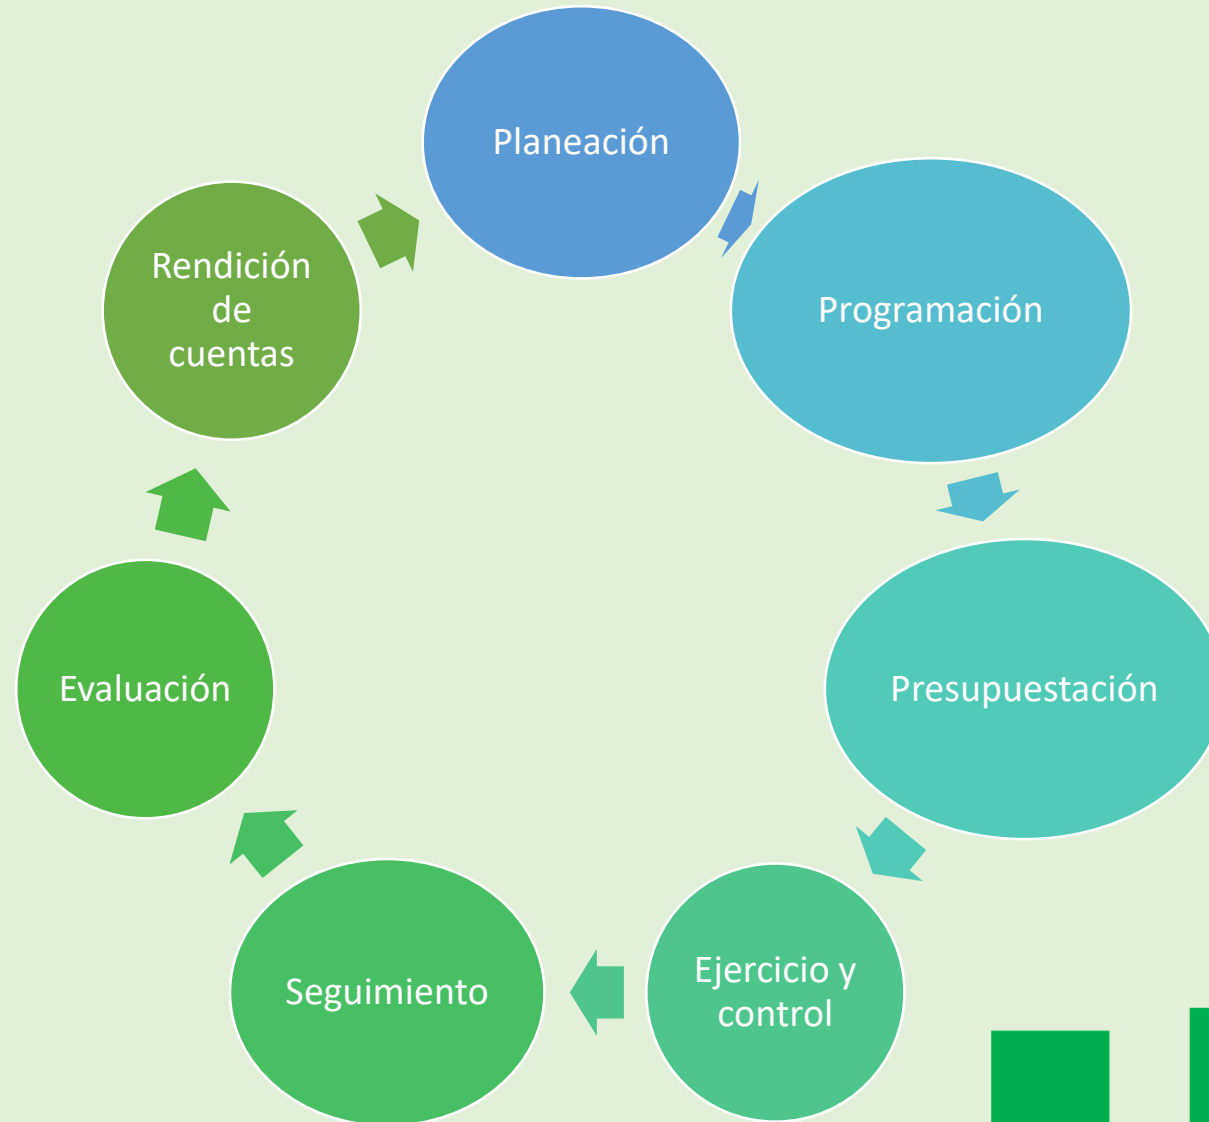 Planeación
Programación
Presupuestación
Ejercicio y
control
Seguimiento
Evaluación
Rendición
de
cuentas